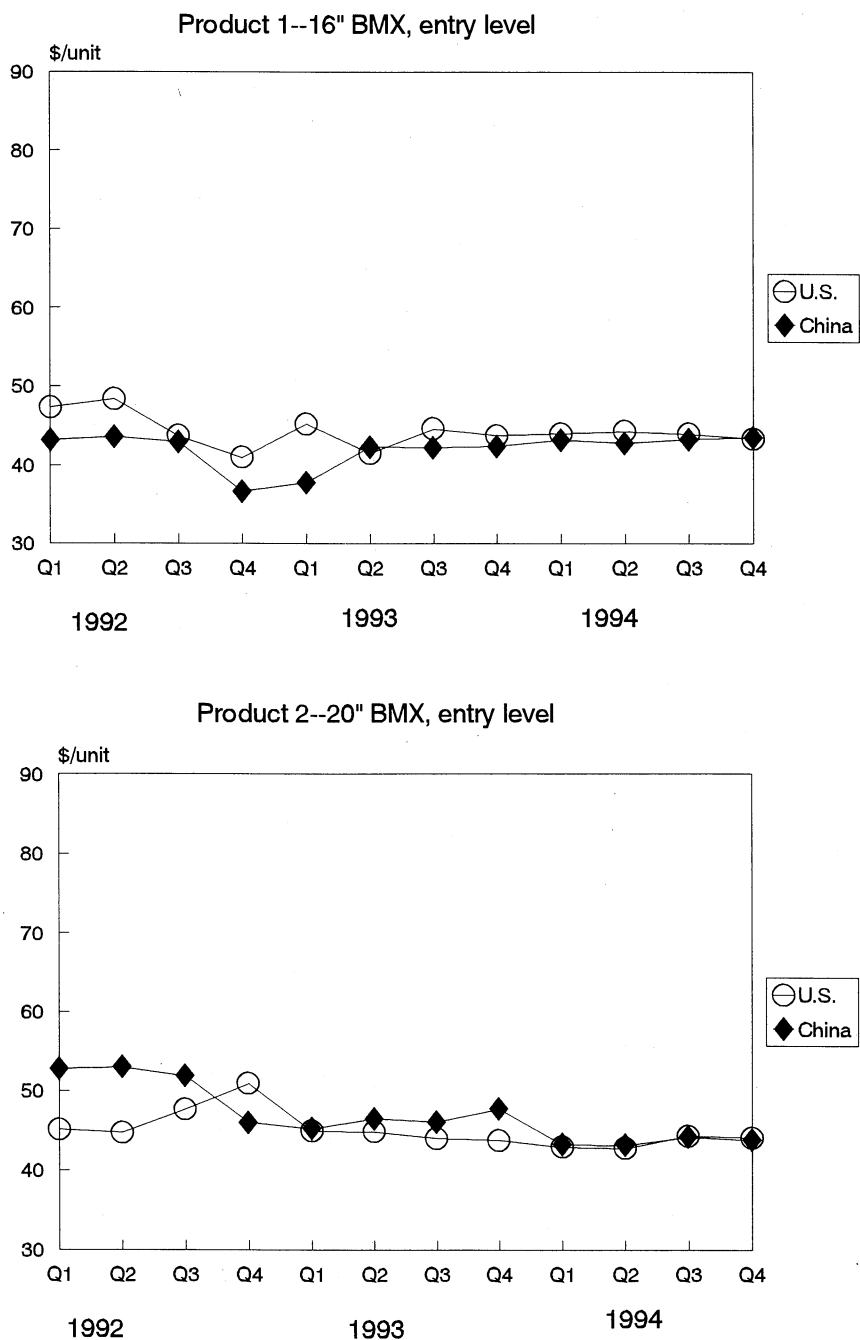 Product 1--16" BMX, entry level
$/unit
90
80
70
60
50
40
30
U.S.
China
Q1 Q2 Q3 Q4 Q1 Q2 Q3 Q4 Q1 Q2 Q3 Q4
1992 1993 1994
Product 2--20" BMX, entry level
$/unit
90
80
70
60
50
40
30
U.S.
China
Q1 Q2 Q3 Q4 Q1 Q2 Q3 Q4 Q1 Q2 Q3 Q4
1992 1993 1994